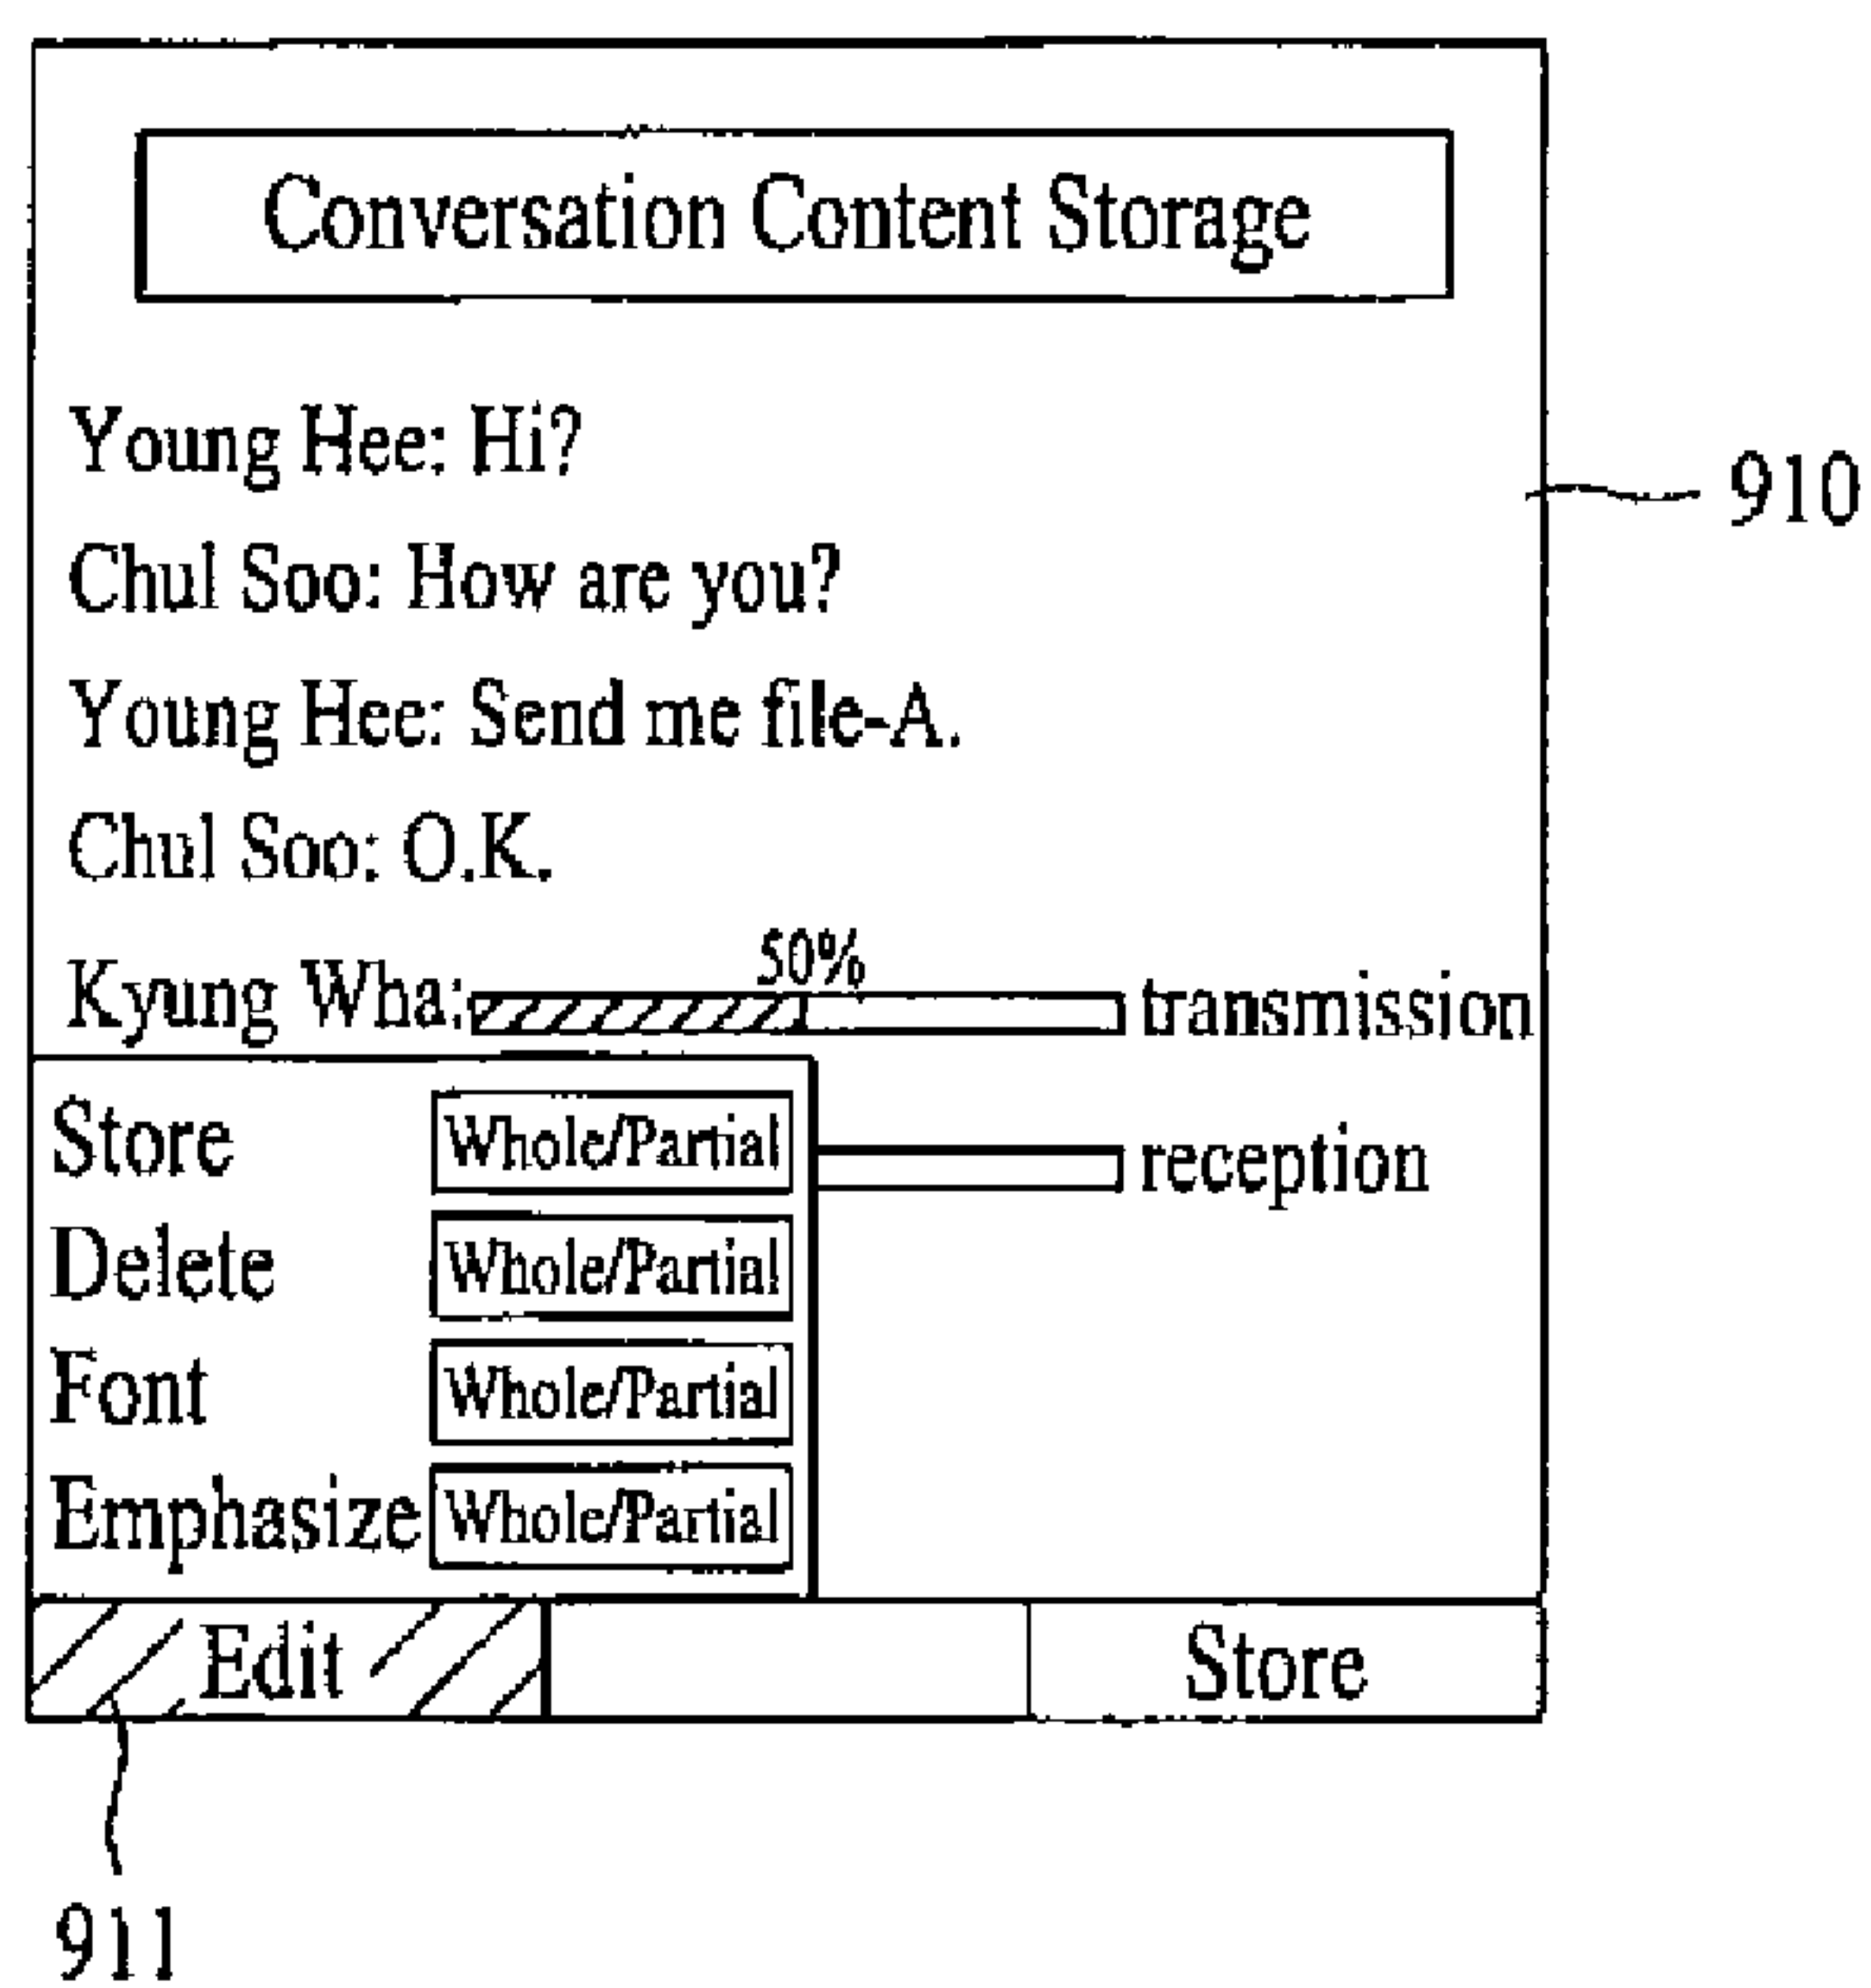 Conversation Content Storage
Young Hee: Hi?
910
Chul Soo: How are you?
Young Hee: Send me file-A.
Chul Soo: O.K.
50%
Kyung Wha: transmission
Store Whole/Partial reception
Delete Whole/Partial
Font Whole/Partial
Emphasize Whole/Partial
Edit Store
911